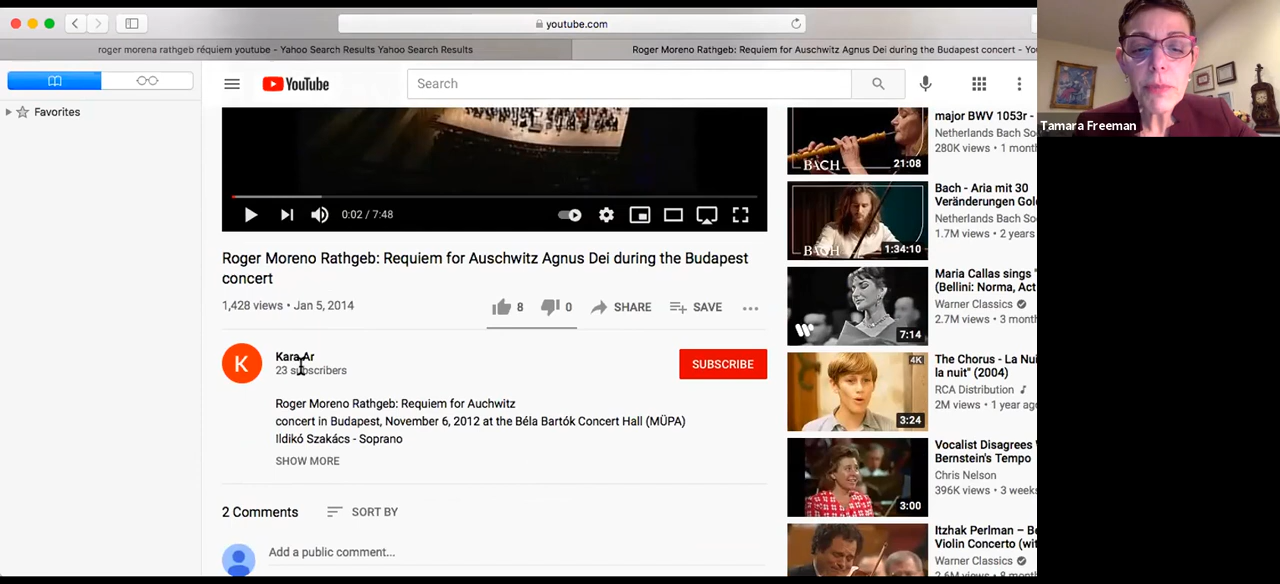 youtube.com
roger morena rathgeb réquiem youtube - Yahoo Search Results Yahoo Search Results
Roger Moreno Rathgeb: Requiem for Auschwitz Agnus Dei during the Budapest concert - Yo
Favorites
YouTube
Search
Tamara Freeman
0:02 / 7:48
Roger Moreno Rathgeb: Requiem for Auschwitz Agnus Dei during the Budapest
concert
1,428 views • Jan 5, 2014
8
0
SHARE
SAVE
K
Kara Ar
23 subscribers
SUBSCRIBE
Roger Moreno Rathgeb: Requiem for Auchwitz
concert in Budapest, November 6, 2012 at the Béla Bartók Concert Hall (MÜPA)
Ildikó Szakács - Soprano
SHOW MORE
2 Comments
SORT BY
Add a public comment...
BACH
21:08
major BWV 1053r -
Netherlands Bach So
280K views • 1 month
BACH
1:34:10
Bach - Aria mit 30
Veränderungen Gol
Netherlands Bach So
1.7M views • 2 years
7:14
Maria Callas sings "
(Bellini: Norma, Act
Warner Classics
2.7M views • 3 month
4K
3:24
The Chorus - La Nui
la nuit" (2004)
RCA Distribution
2M views • 1 year ago
3:00
Vocalist Disagrees
Bernstein's Tempo
Chris Nelson
396K views • 3 weeks
Itzhak Perlman – Be
Violin Concerto (wit
Warner Classics
2.6M views • 8 month